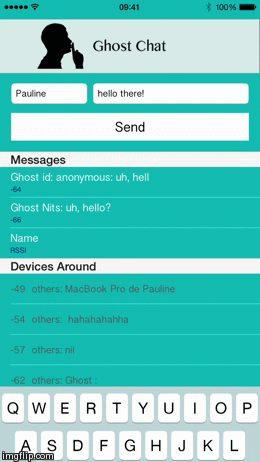 09:41 100%
Ghost Chat
Pauline hello there!
Send
Messages
Ghost id: anonymous: uh, hell
-64
Ghost Nits: uh, hello?
-66
Name
RSSI
Devices Around
-49 others: MacBook Pro de Pauline
-54 others: hahahahahha
-57 others: nil
-62 others: Ghost :
Q W E R T Y U I O P
A S D F G H J K L
imgflip.com